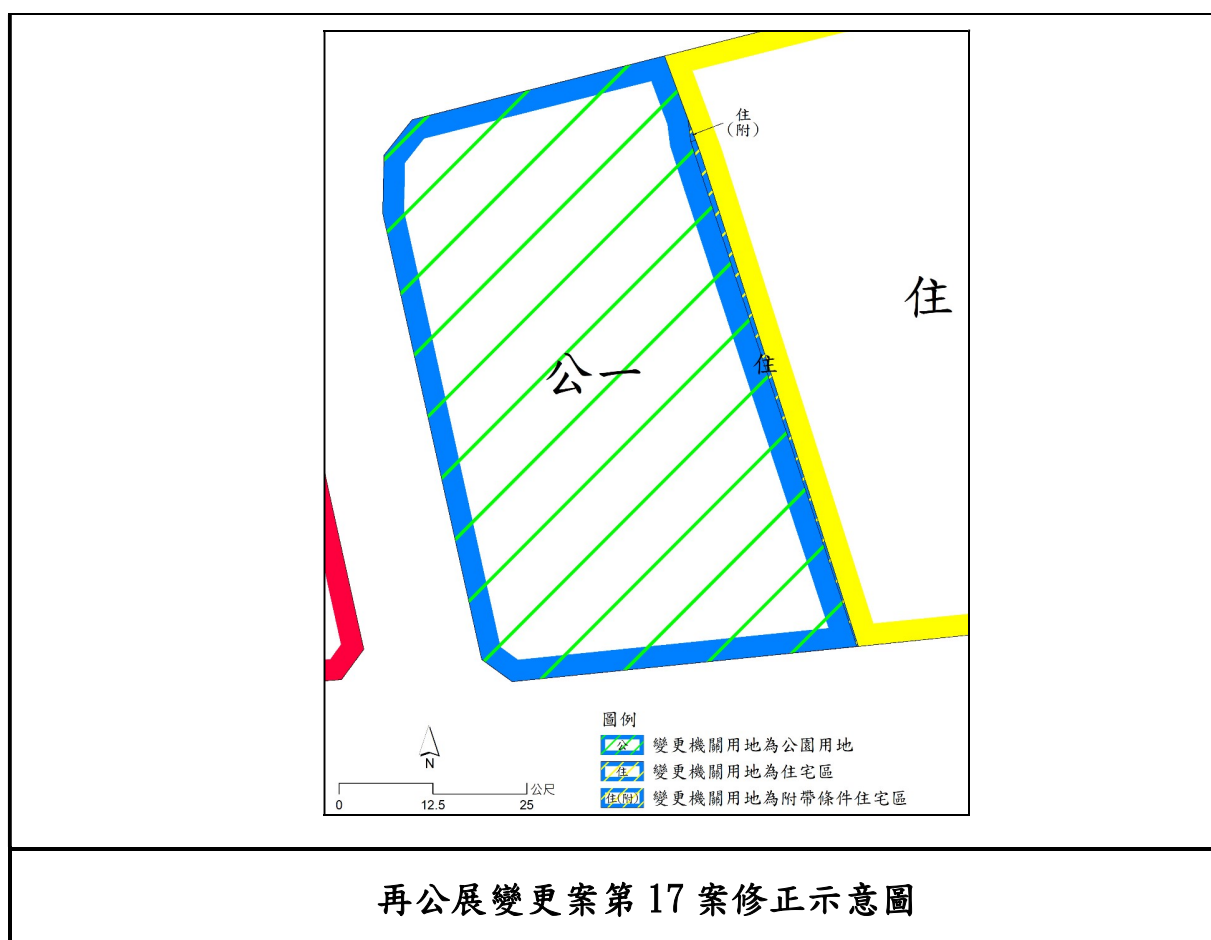 住
(附)
住
公一
住
圖例
公 變更機關用地為公園用地
住 變更機關用地為住宅區
住(附) 變更機關用地為附帶條件住宅區
N
公尺
0 12.5 25
再公展變更案第 17 案修正示意圖